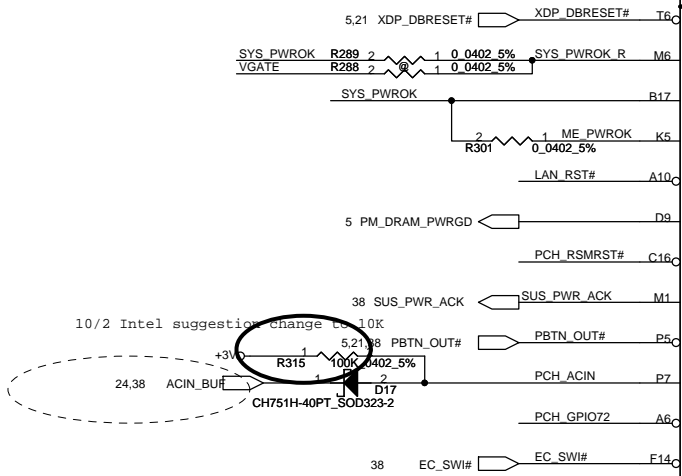 5,21 XDP_DBRESET# XDP_DBRESET# T6
SYS_PWROK R289 2 1 0_0402_5% SYS_PWROK_R M6
VGATE R288 2 @ 1 0_0402_5%
SYS_PWROK B17
2 1 ME_PWROK K5
R301 0_0402_5%
LAN_RST# A10
5 PM_DRAM_PWRGD D9
PCH_RSMRST# C16
38 SUS_PWR_ACK SUS_PWR_ACK M1
10/2 Intel suggestion change to 10K
5,21,38 PBTN_OUT# PBTN_OUT# P5
+3V 1
R315 100K_0402_5%
24,38 ACIN_BUF 1 2 PCH_ACIN P7
D17
CH751H-40PT_SOD323-2
PCH_GPIO72 A6
38 EC_SWI# EC_SWI# F14